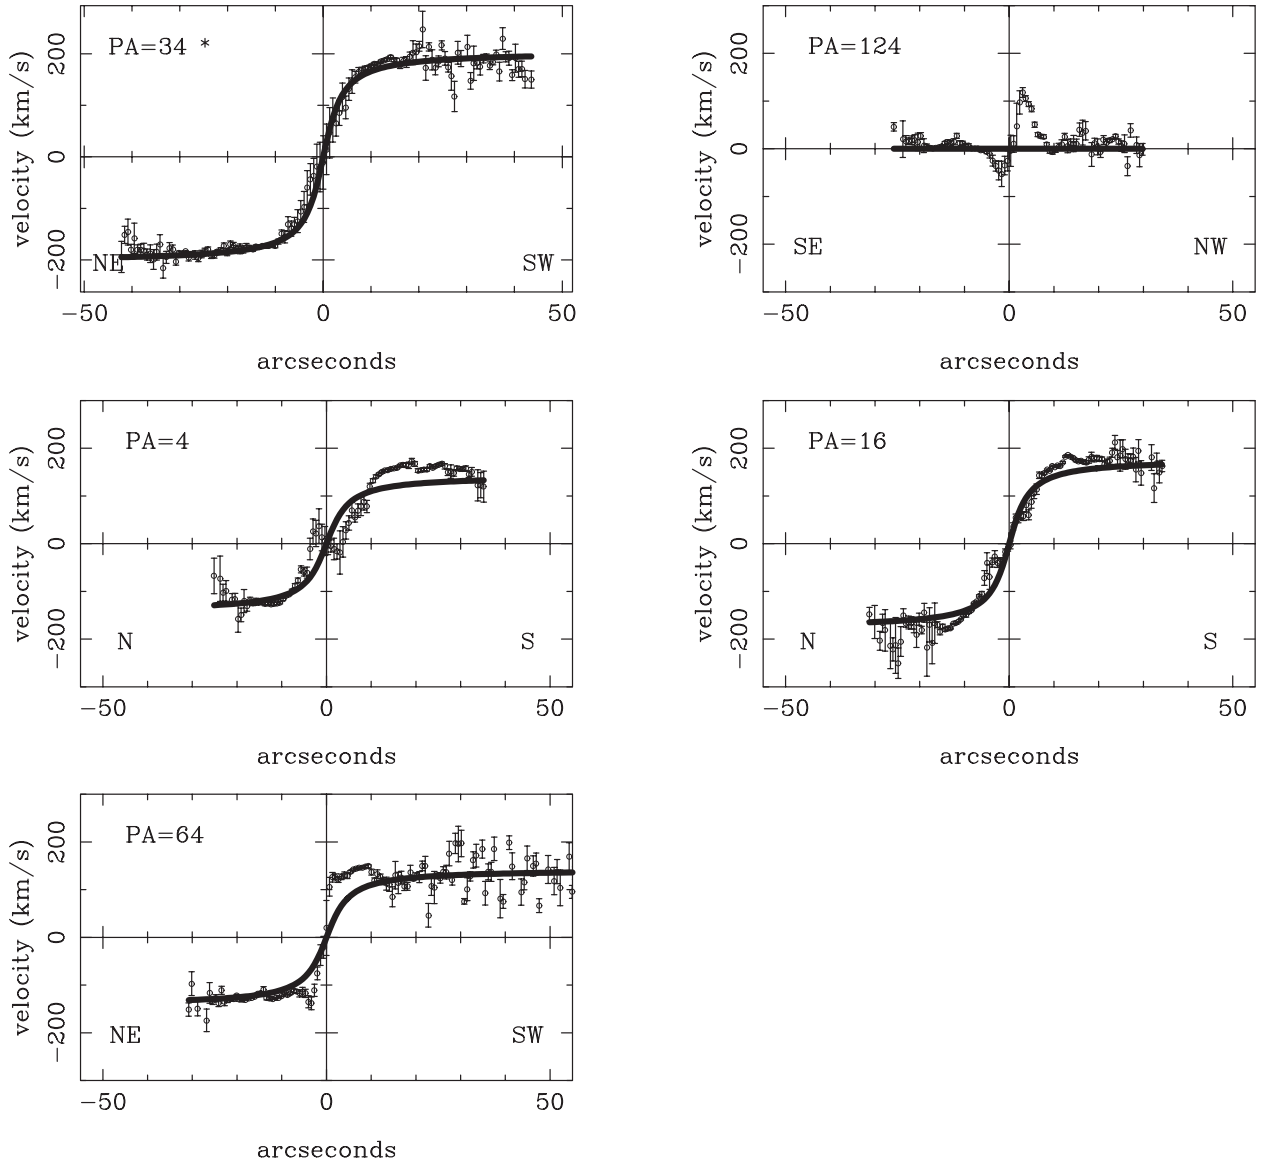 PA=34 *
velocity (km/s)
200
0
−200
NE
SW
−50
0
50
arcseconds
PA=124
velocity (km/s)
200
0
−200
SE
NW
−50
0
50
arcseconds
PA=4
velocity (km/s)
200
0
−200
N
S
−50
0
50
arcseconds
PA=16
velocity (km/s)
200
0
−200
N
S
−50
0
50
arcseconds
PA=64
velocity (km/s)
200
0
−200
NE
SW
−50
0
50
arcseconds